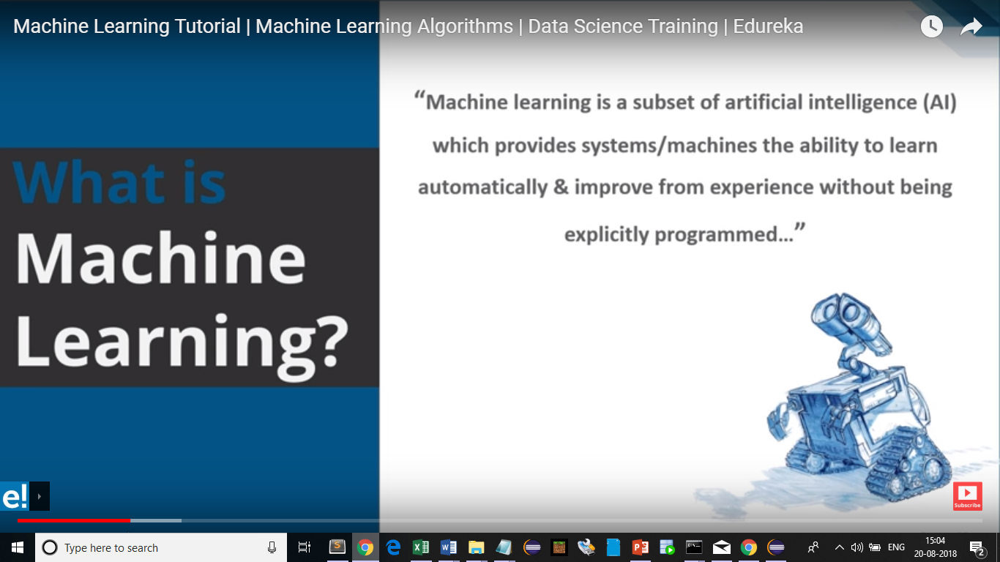 Machine Learning Tutorial | Machine Learning Algorithms | Data Science Training | Edureka
What is
Machine
Learning?
“Machine learning is a subset of artificial intelligence (AI)
which provides systems/machines the ability to learn
automatically & improve from experience without being
explicitly programmed...”
WALL-E
e!
Subscribe
Type here to search
ENG
15:04
20-08-2018
2